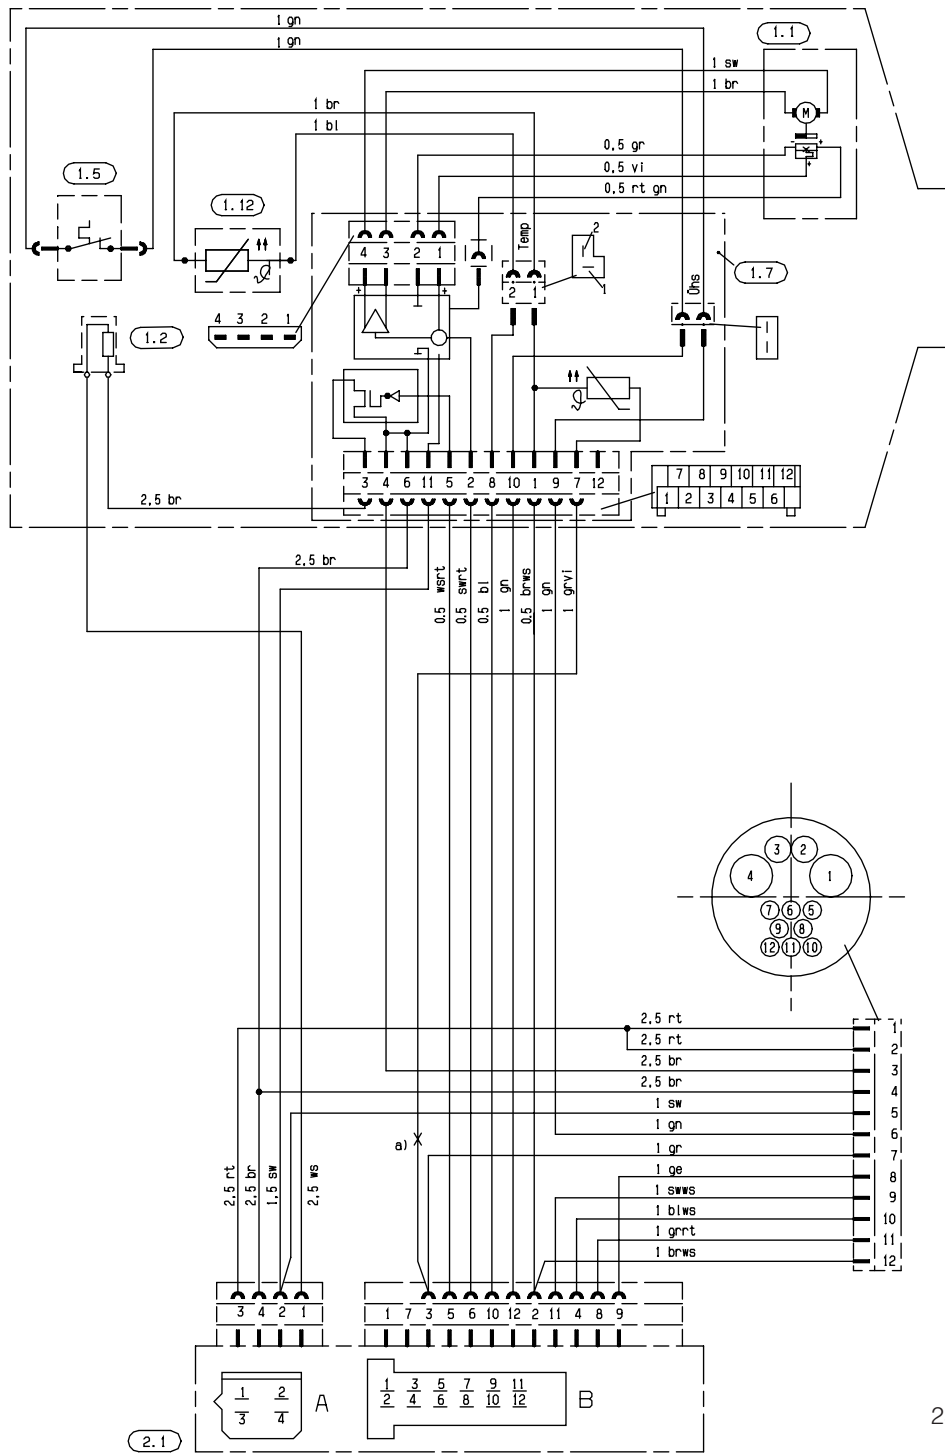 1 gn
1 gn
1.1
1 sw
1 br
M
1 br
1 bl
0,5 gr
0,5 vi
0,5 rt gn
1.5
1.12
4 3 2 1
Temp
2
1
2 1
1.7
Öhs
4 3 2 1
1.2
3 4 6 11 5 2 8 10 1 9 7 12
7 8 9 10 11 12
1 2 3 4 5 6
2,5 br
2,5 br
0.5 wsrt
0.5 swrt
0.5 bl
1 gn
0.5 brws
1 gn
1 grvi
3 2
4 1
7 6 5
9 8
12 11 10
2,5 rt 1
2,5 rt 2
2,5 br 3
2,5 br 4
1 sw 5
1 gn 6
a)
1 gr 7
1 ge 8
1 swws 9
1 blws 10
1 grrt 11
1 brws 12
2,5 rt
2,5 br
1,5 sw
2,5 ws
3 4 2 1
1 7 3 5 6 10 12 2 11 4 8 9
1 2
3 4
A
1 3 5 7 9 11
2 4 6 8 10 12
B
2.1
2